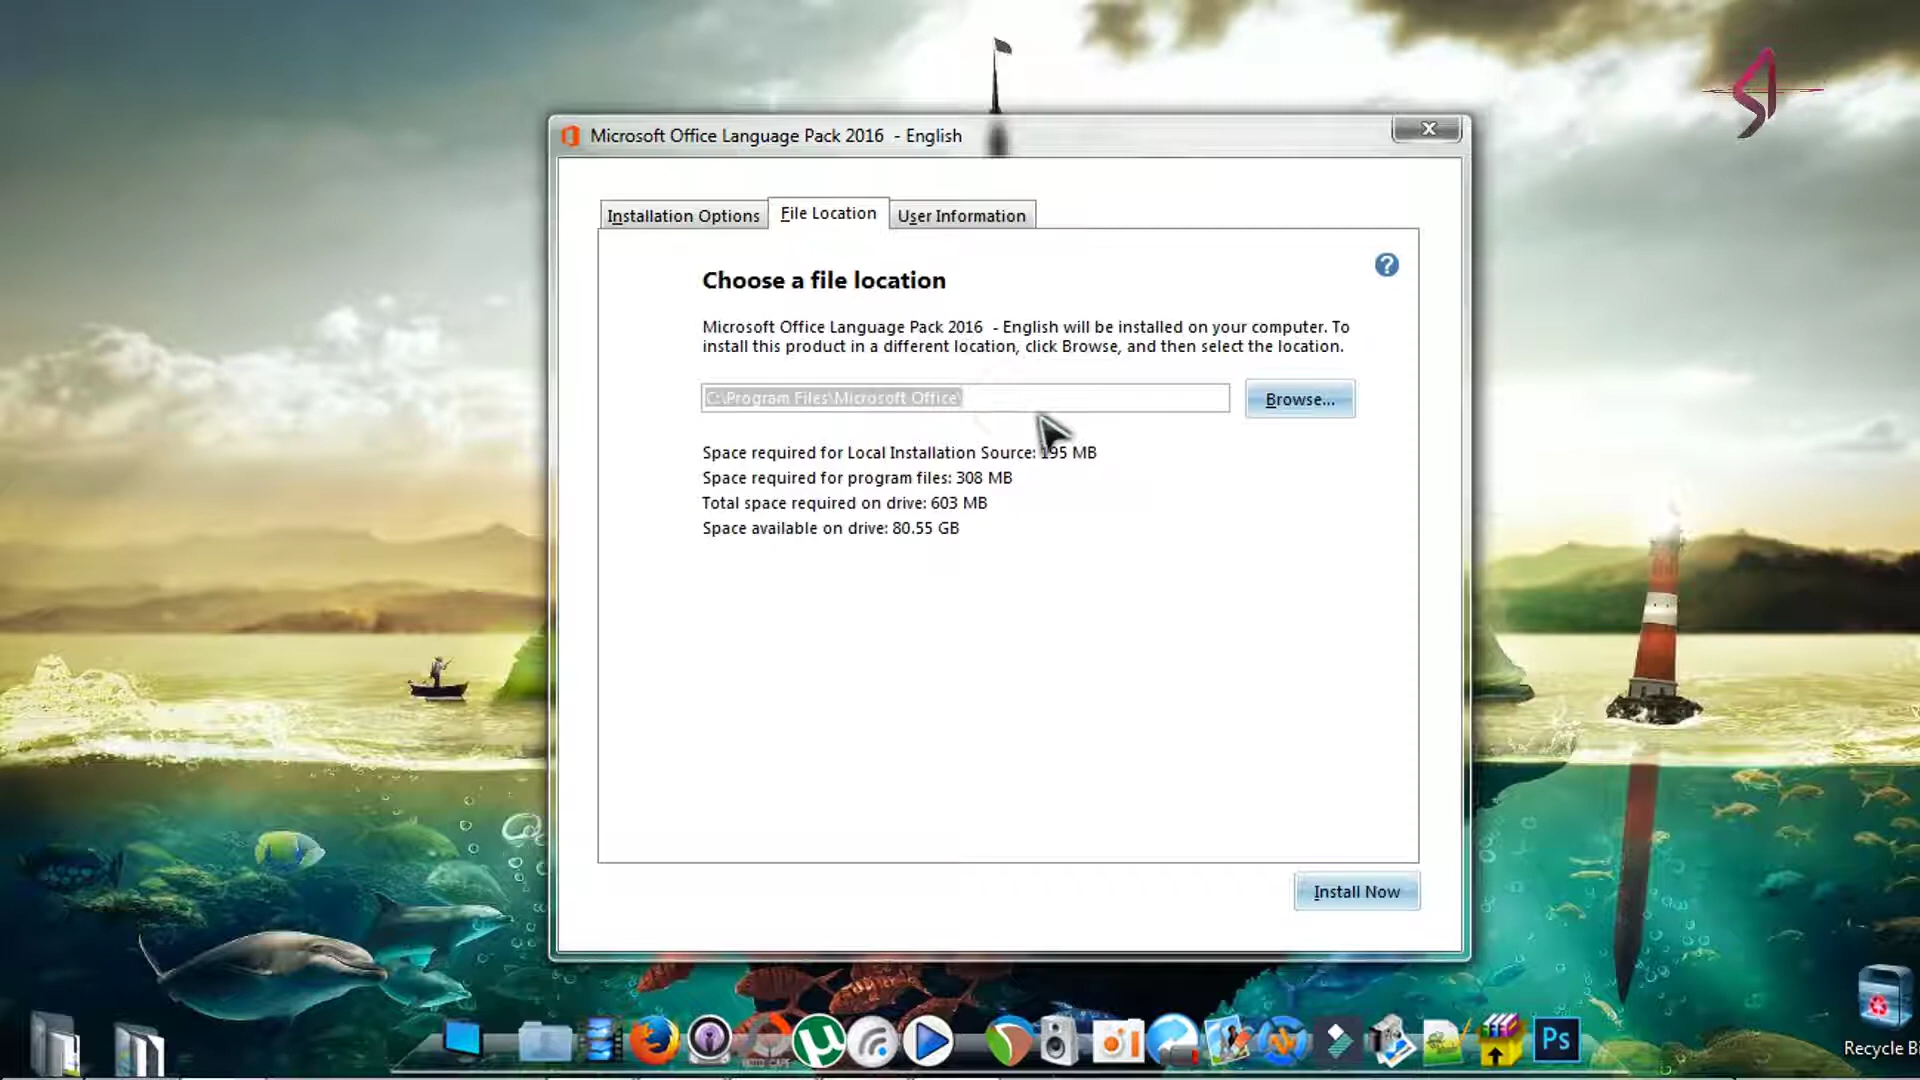 Microsoft Office Language Pack 2016 - English
x
Installation Options
File Location
User Information
?
Choose a file location
Microsoft Office Language Pack 2016 - English will be installed on your computer. To
install this product in a different location, click Browse, and then select the location.
C:\Program Files\Microsoft Office\
Browse...
Space required for Local Installation Source: 195 MB
Space required for program files: 308 MB
Total space required on drive: 603 MB
Space available on drive: 80.55 GB
Install Now
Ps
Recycle Bi